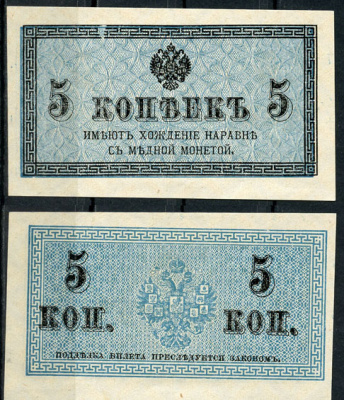 5 КОПѢЕКЪ 5
ИМѢЮТЪ ХОЖДЕНІЕ НАРАВНѢ
СЪ МѢДНОЙ МОНЕТОЙ.
5 5
КОП. КОП.
ПОДДѢЛКА БИЛЕТА ПРЕСЛѢДУЕТСЯ ЗАКОНОМЪ.